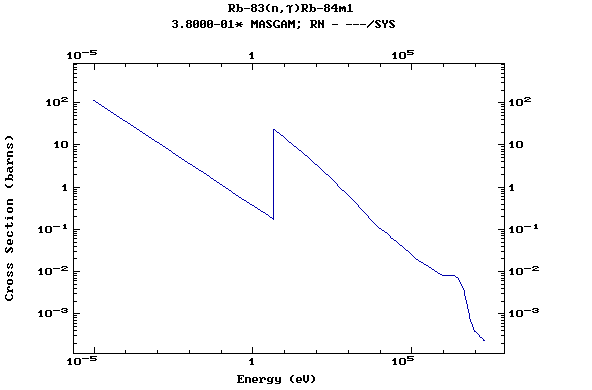 Rb-83(n,γ)Rb-84m1
3.8000-01* MASGAM; RN - ---/SYS
10⁻⁵ 1 10⁵
10² 10²
10 10
1 1
10⁻¹ 10⁻¹
10⁻² 10⁻²
10⁻³ 10⁻³
10⁻⁵ 1 10⁵
Cross Section (barns)
Energy (eV)